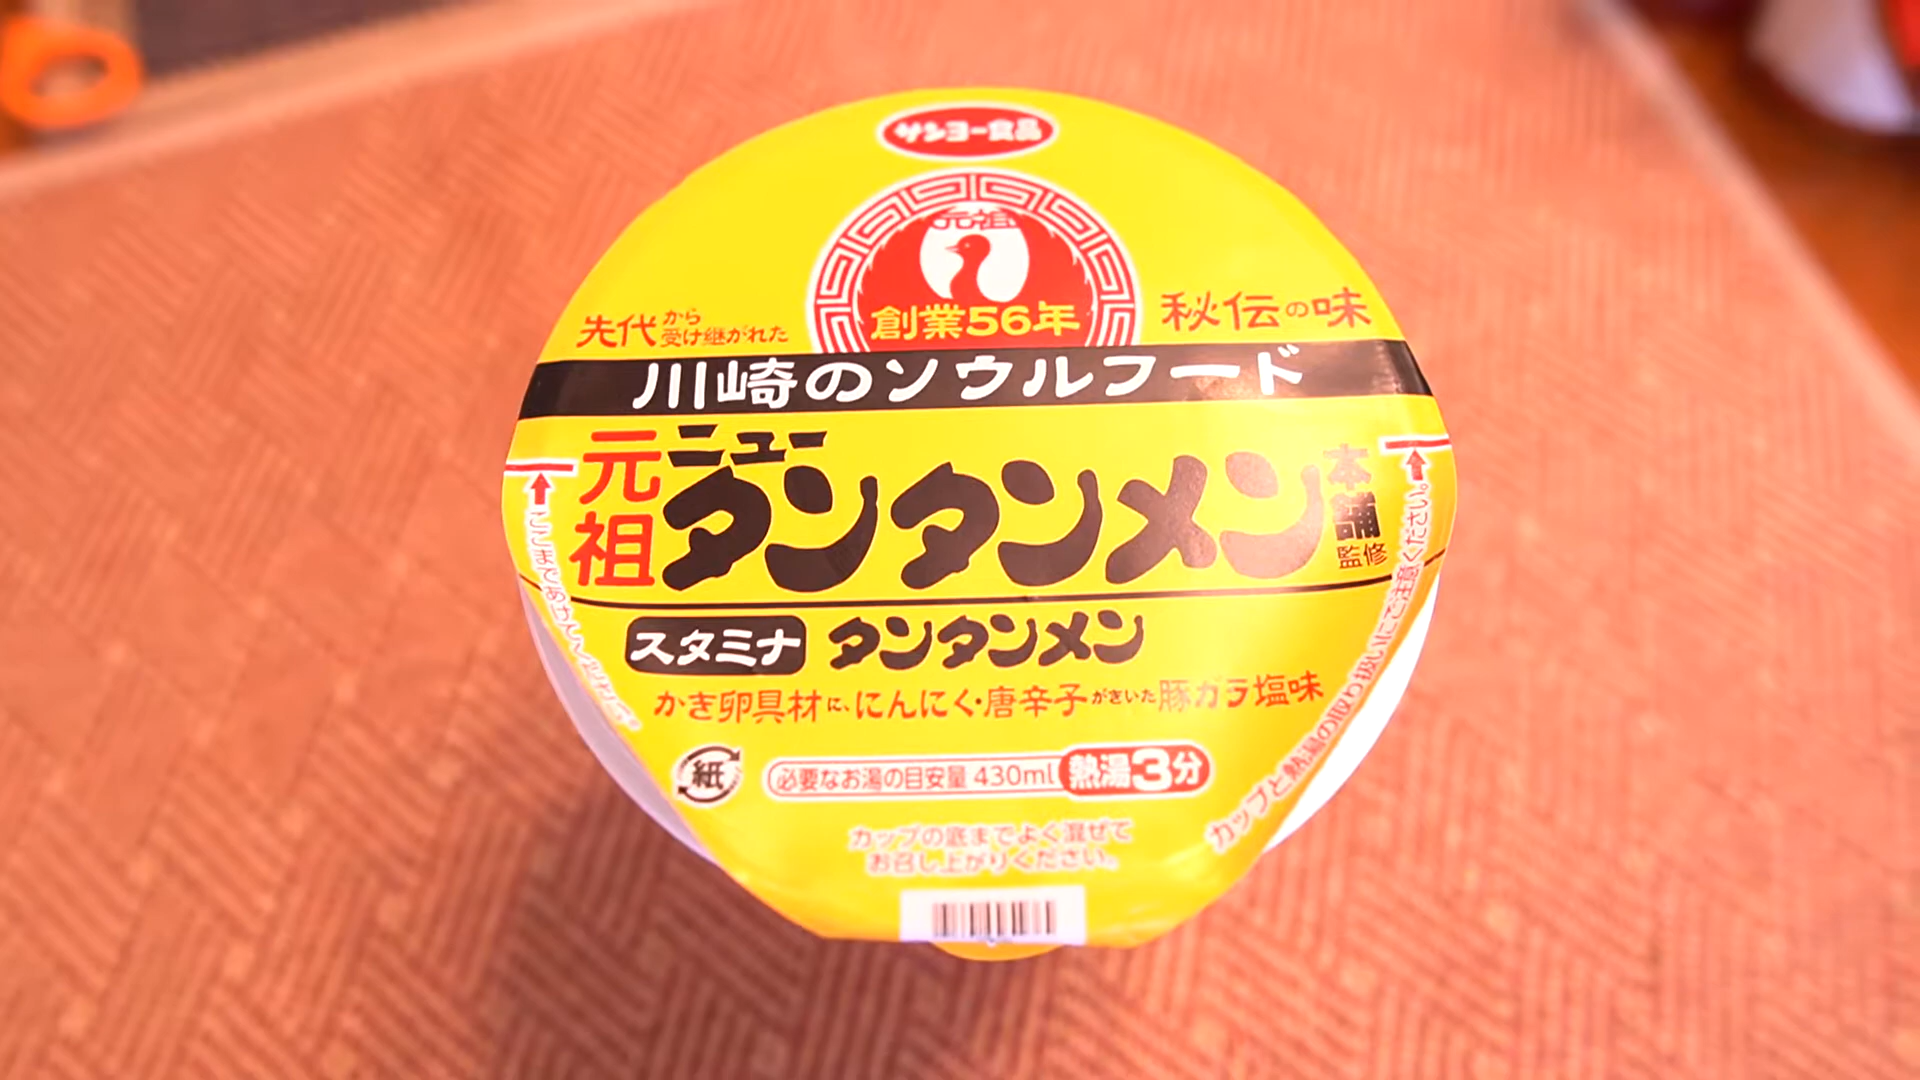 サンヨー食品
元祖
創業56年
先代から受け継がれた
秘伝の味
川崎のソウルフード
元祖ニュータンタンメン本舗監修
スタミナ タンタンメン
かき卵具材に、にんにく・唐辛子がきいた豚ガラ塩味
紙
必要なお湯の目安量 430ml 熱湯3分
カップの底までよく混ぜて
お召し上がりください。
ここまであけ
カップと熱湯の取り扱いにご注意ください。